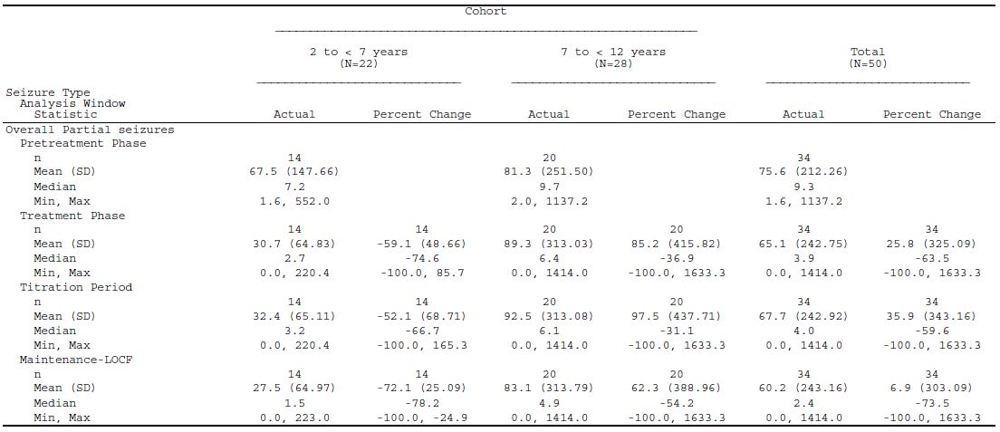 Cohort
2 to < 7 years 7 to < 12 years Total
(N=22) (N=28) (N=50)
Seizure Type
Analysis Window
Statistic Actual Percent Change Actual Percent Change Actual Percent Change
Overall Partial seizures
Pretreatment Phase
n 14 20 34
Mean (SD) 67.5 (147.66) 81.3 (251.50) 75.6 (212.26)
Median 7.2 9.7 9.3
Min, Max 1.6, 552.0 2.0, 1137.2 1.6, 1137.2
Treatment Phase
n 14 14 20 20 34 34
Mean (SD) 30.7 (64.83) -59.1 (48.66) 89.3 (313.03) 85.2 (415.82) 65.1 (242.75) 25.8 (325.09)
Median 2.7 -74.6 6.4 -36.9 3.9 -63.5
Min, Max 0.0, 220.4 -100.0, 85.7 0.0, 1414.0 -100.0, 1633.3 0.0, 1414.0 -100.0, 1633.3
Titration Period
n 14 14 20 20 34 34
Mean (SD) 32.4 (65.11) -52.1 (68.71) 92.5 (313.08) 97.5 (437.71) 67.7 (242.92) 35.9 (343.16)
Median 3.2 -66.7 6.1 -31.1 4.0 -59.6
Min, Max 0.0, 220.4 -100.0, 165.3 0.0, 1414.0 -100.0, 1633.3 0.0, 1414.0 -100.0, 1633.3
Maintenance-LOCF
n 14 14 20 20 34 34
Mean (SD) 27.5 (64.97) -72.1 (25.09) 83.1 (313.79) 62.3 (388.96) 60.2 (243.16) 6.9 (303.09)
Median 1.5 -78.2 4.9 -54.2 2.4 -73.5
Min, Max 0.0, 223.0 -100.0, -24.9 0.0, 1414.0 -100.0, 1633.3 0.0, 1414.0 -100.0, 1633.3